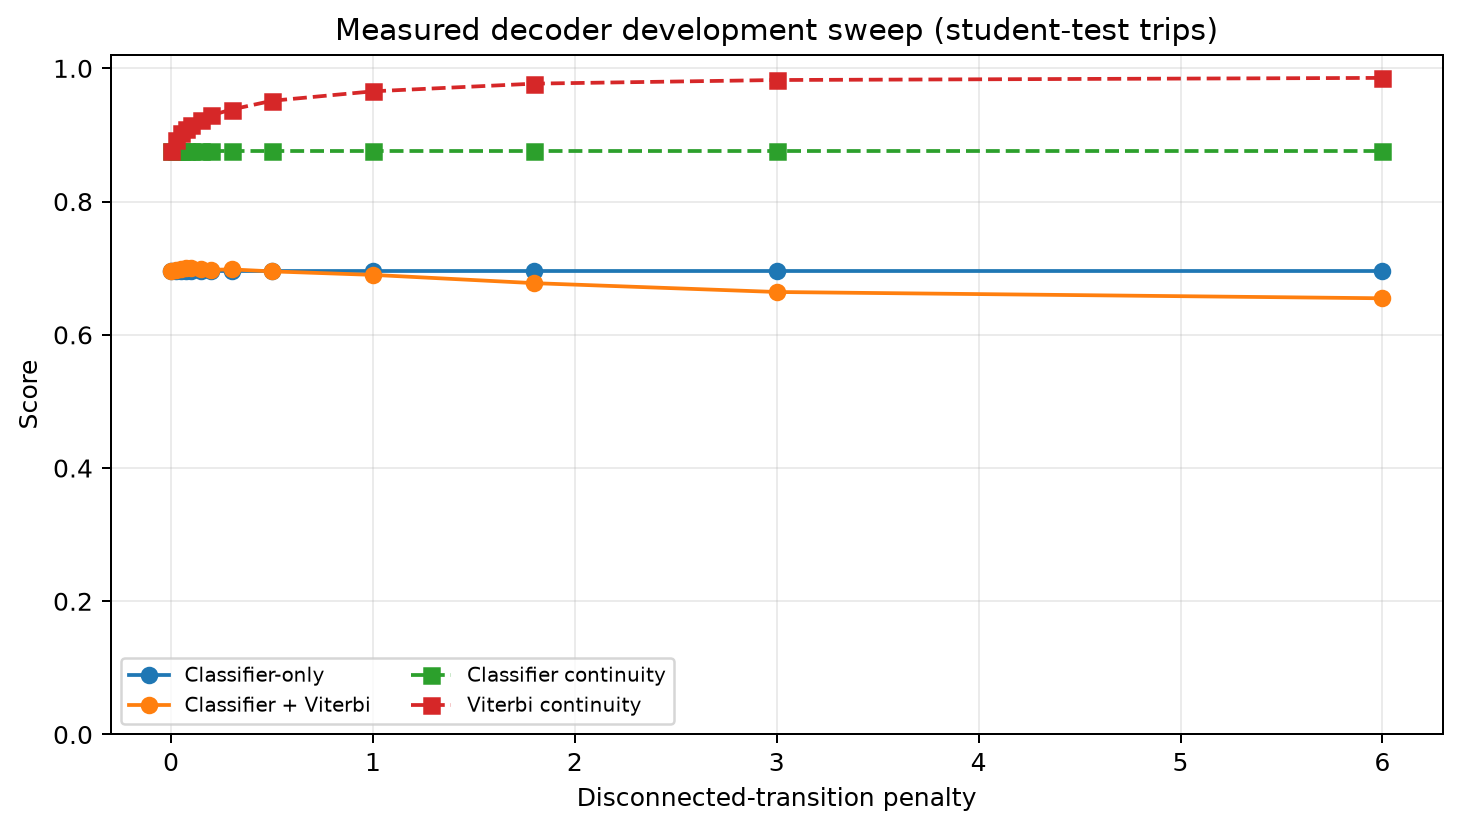 Measured decoder development sweep (student-test trips)
1.0
0.8
0.6
0.4
0.2
0.0
Score
Classifier-only
Classifier + Viterbi
Classifier continuity
Viterbi continuity
0 1 2 3 4 5 6
Disconnected-transition penalty